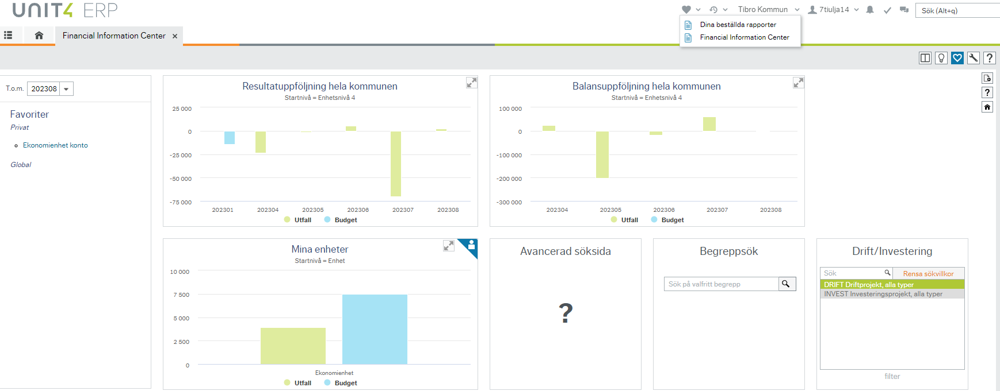 UNIT4 ERP
Tibro Kommun
7tiulja14
Sök (Alt+q)
Dina beställda rapporter
Financial Information Center
Financial Information Center ×
T.o.m. 202308
Favoriter
Privat
Ekonomienhet konto
Global
Resultatuppföljning hela kommunen
Startnivå = Enhetsnivå 4
25 000
0
-25 000
-50 000
-75 000
202301 202304 202305 202306 202307 202308
Utfall Budget
Balansuppföljning hela kommunen
Startnivå = Enhetsnivå 4
100 000
0
-100 000
-200 000
-300 000
202304 202305 202306 202307 202308
Utfall Budget
Mina enheter
Startnivå = Enhet
10 000
7 500
5 000
2 500
0
Ekonomienhet
Utfall Budget
Avancerad söksida
?
Begreppsök
Sök på valfritt begrepp
Drift/Investering
Sök Rensa sökvillkor
DRIFT Driftprojekt, alla typer
INVEST Investeringsprojekt, alla typer
filter